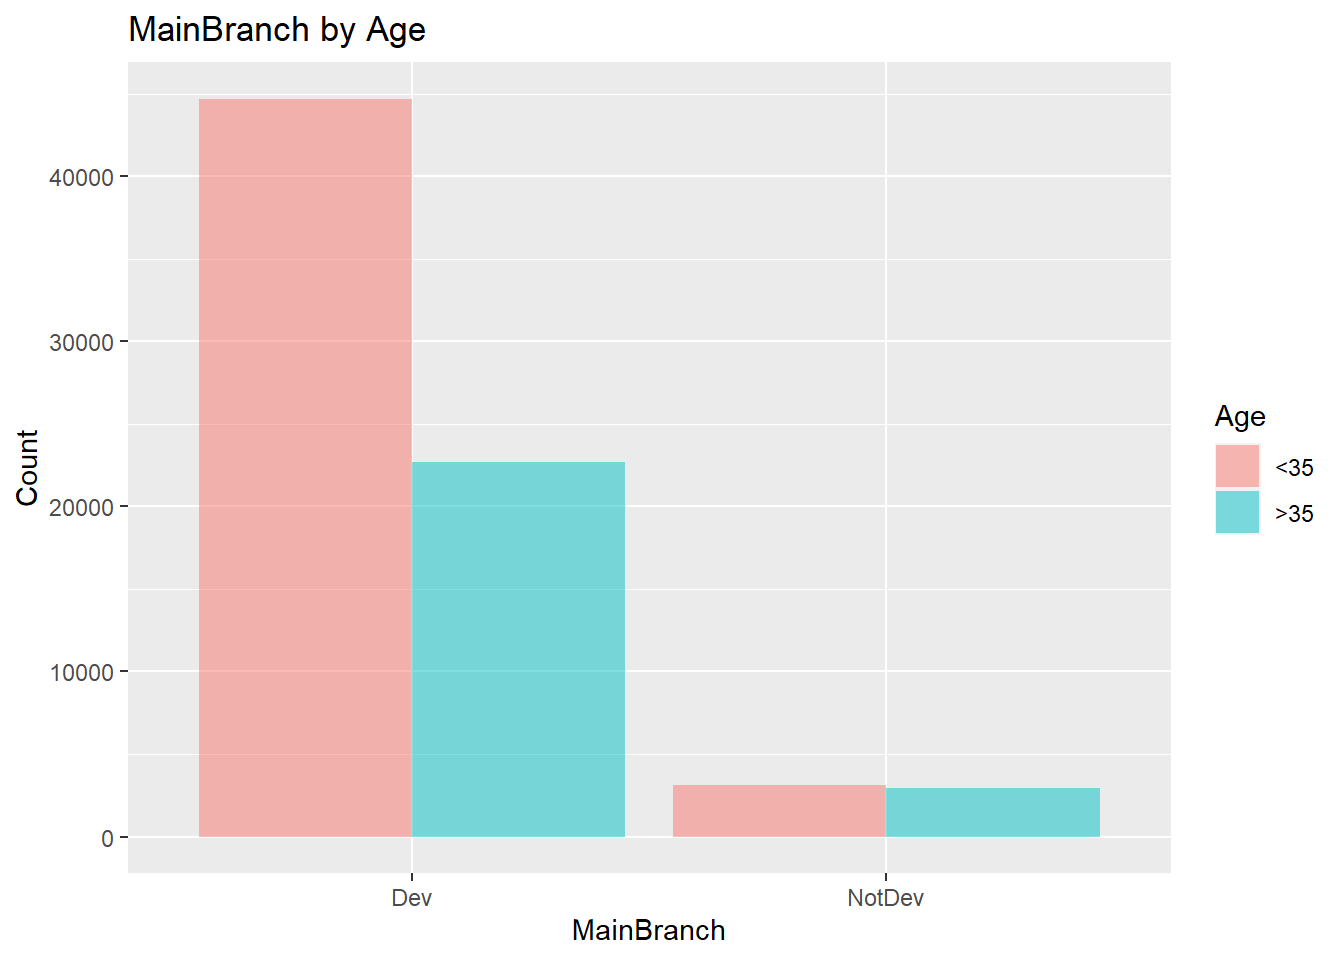 MainBranch by Age
Count
40000
30000
20000
10000
0
Dev
NotDev
MainBranch
Age
<35
>35